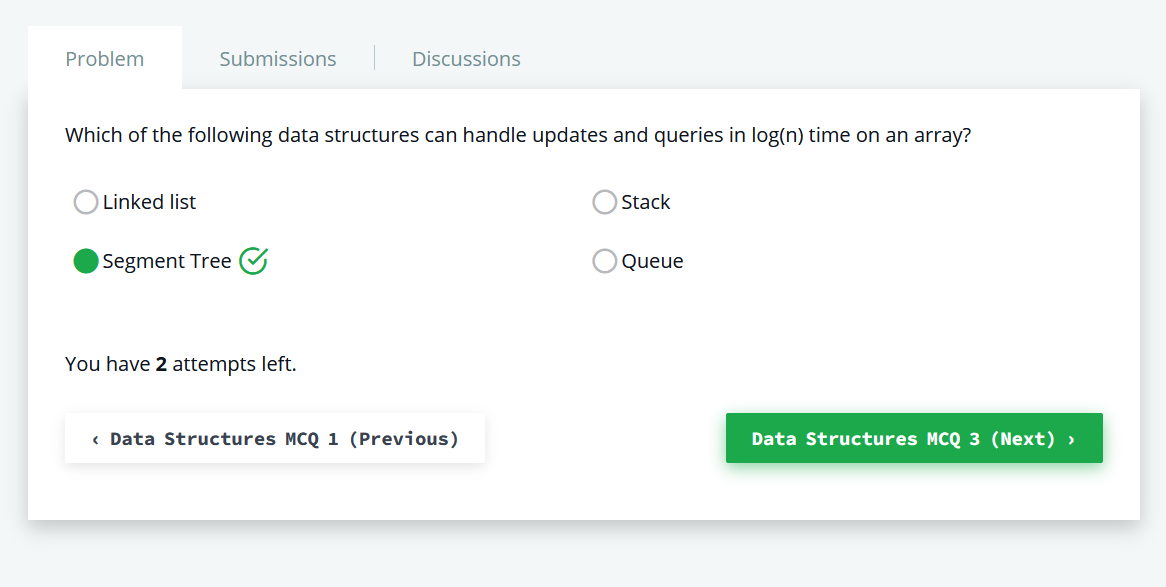 Problem
Submissions
Discussions
Which of the following data structures can handle updates and queries in log(n) time on an array?
Linked list
Stack
Segment Tree
Queue
You have 2 attempts left.
‹ Data Structures MCQ 1 (Previous)
Data Structures MCQ 3 (Next) ›